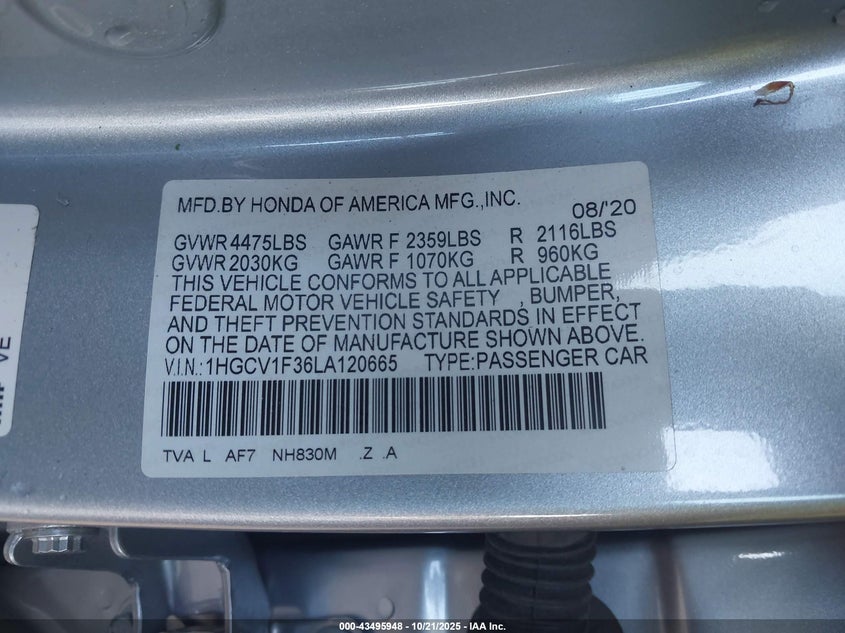 MFD.BY HONDA OF AMERICA MFG.,INC. 08/'20
GVWR 4475LBS GAWR F 2359LBS R 2116LBS
GVWR 2030KG GAWR F 1070KG R 960KG
THIS VEHICLE CONFORMS TO ALL APPLICABLE
FEDERAL MOTOR VEHICLE SAFETY , BUMPER,
AND THEFT PREVENTION STANDARDS IN EFFECT
ON THE DATE OF MANUFACTURE SHOWN ABOVE.
V.I.N.:1HGCV1F36LA120665 TYPE:PASSENGER CAR
TVA L AF7 NH830M .Z .A
VE
000-43495948 - 10/21/2025 - IAA Inc.